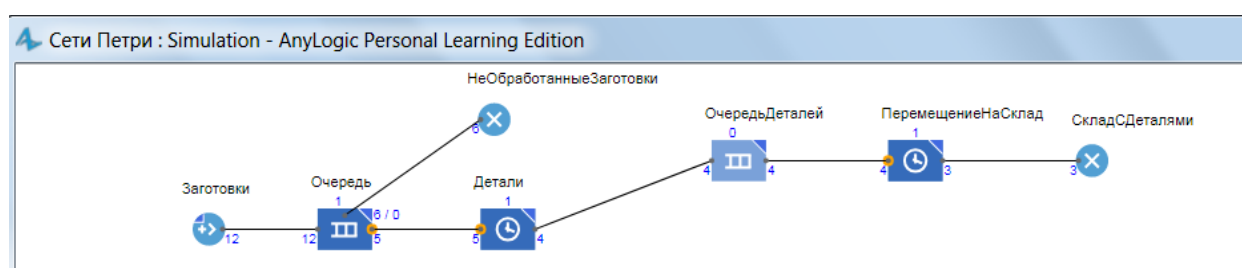 Сети Петри : Simulation - AnyLogic Personal Learning Edition
НеОбработанныеЗаготовки
6
ОчередьДеталей
0
4
4
ПеремещениеНаСклад
1
4
3
СкладСДеталями
3
Заготовки
12
Очередь
1
6 / 0
12
5
Детали
1
5
4